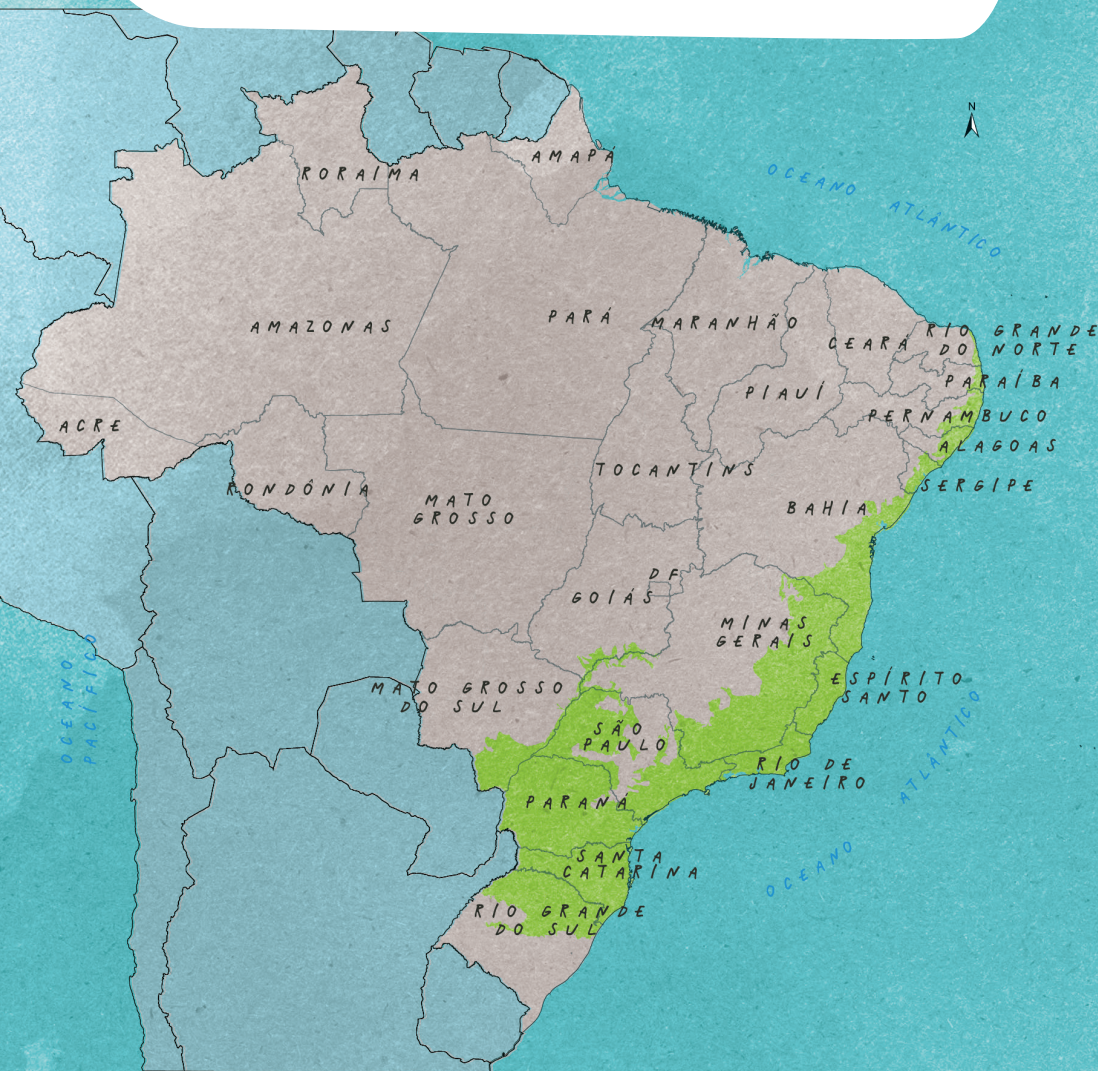 N
AMAPÁ
RORAIMA
OCEANO
ATLÂNTICO
AMAZONAS
PARÁ
MARANHÃO
CEARÁ
RIO GRANDE
DO NORTE
PARAÍBA
PIAUÍ
PERNAMBUCO
ACRE
ALAGOAS
TOCANTINS
SERGIPE
RONDÔNIA
MATO
GROSSO
BAHIA
DF
GOIÁS
MINAS
GERAIS
OCEANO
PACÍFICO
ESPÍRITO
SANTO
MATO GROSSO
DO SUL
SÃO
PAULO
RIO DE
JANEIRO
PARANÁ
OCEANO
ATLÂNTICO
SANTA
CATARINA
RIO GRANDE
DO SUL